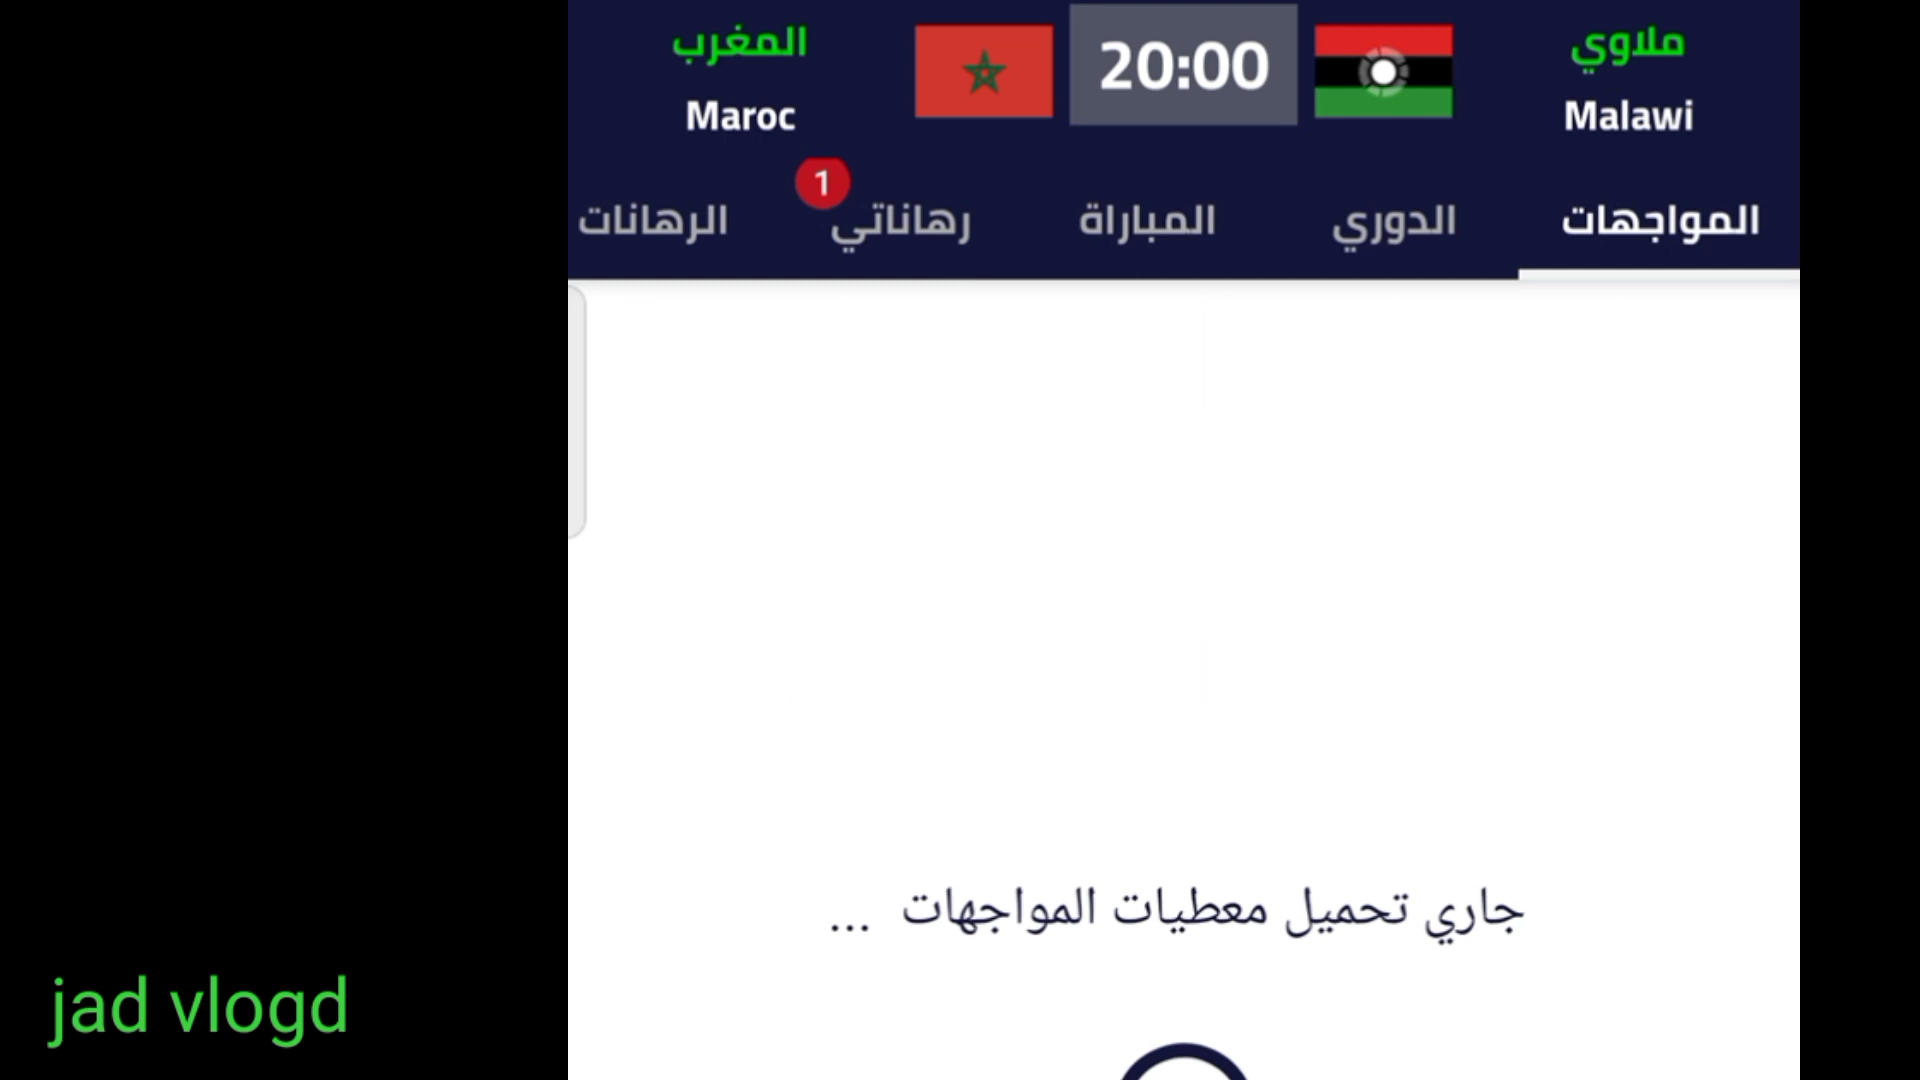 ملاوي
Malawi
20:00
المغرب
Maroc
المواجهات
الدوري
المباراة
رهاناتي
1
الرهانات
جاري تحميل معطيات المواجهات ...
jad vlogd